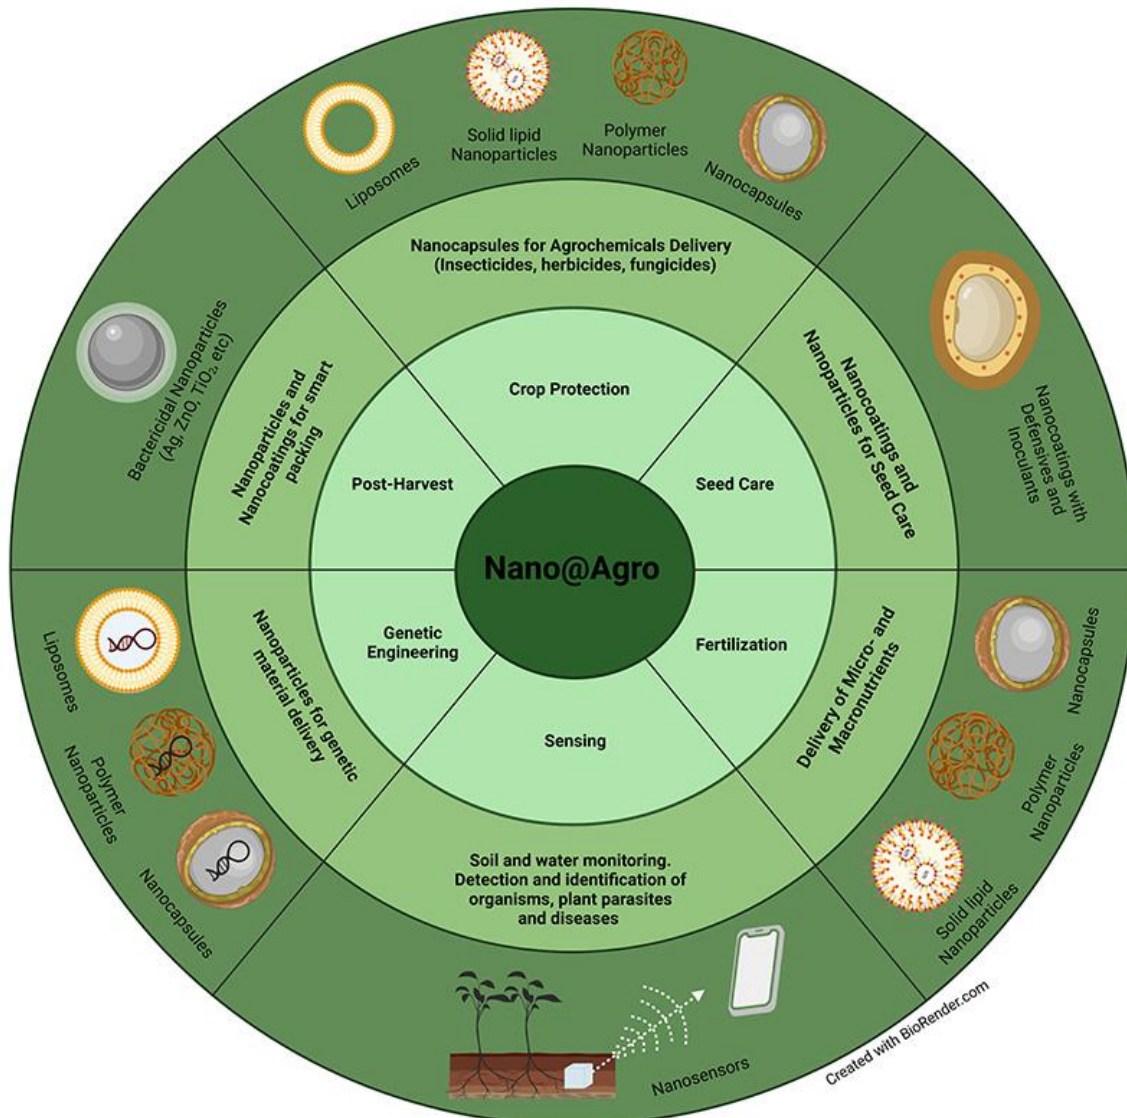 Solid lipid
Nanoparticles
Polymer
Nanoparticles
Liposomes
Nanocapsules
Nanocapsules for Agrochemicals Delivery
(Insecticides, herbicides, fungicides)
Crop Protection
Bactericidal Nanoparticles
(Ag, ZnO, TiO₂, etc)
Nanoparticles and
Nanocoatings for smart
packing
Post-Harvest
Seed Care
Nanocoatings and
Nanoparticles for Seed Care
Nanocoatings with
Defensives and
Inoculants
Nano@Agro
Genetic
Engineering
Nanoparticles for genetic
material delivery
Liposomes
Polymer
Nanoparticles
Nanocapsules
Fertilization
Delivery of Micro- and
Macronutrients
Nanocapsules
Polymer
Nanoparticles
Solid lipid
Nanoparticles
Sensing
Soil and water monitoring.
Detection and identification of
organisms, plant parasites
and diseases
Nanosensors
Created with BioRender.com